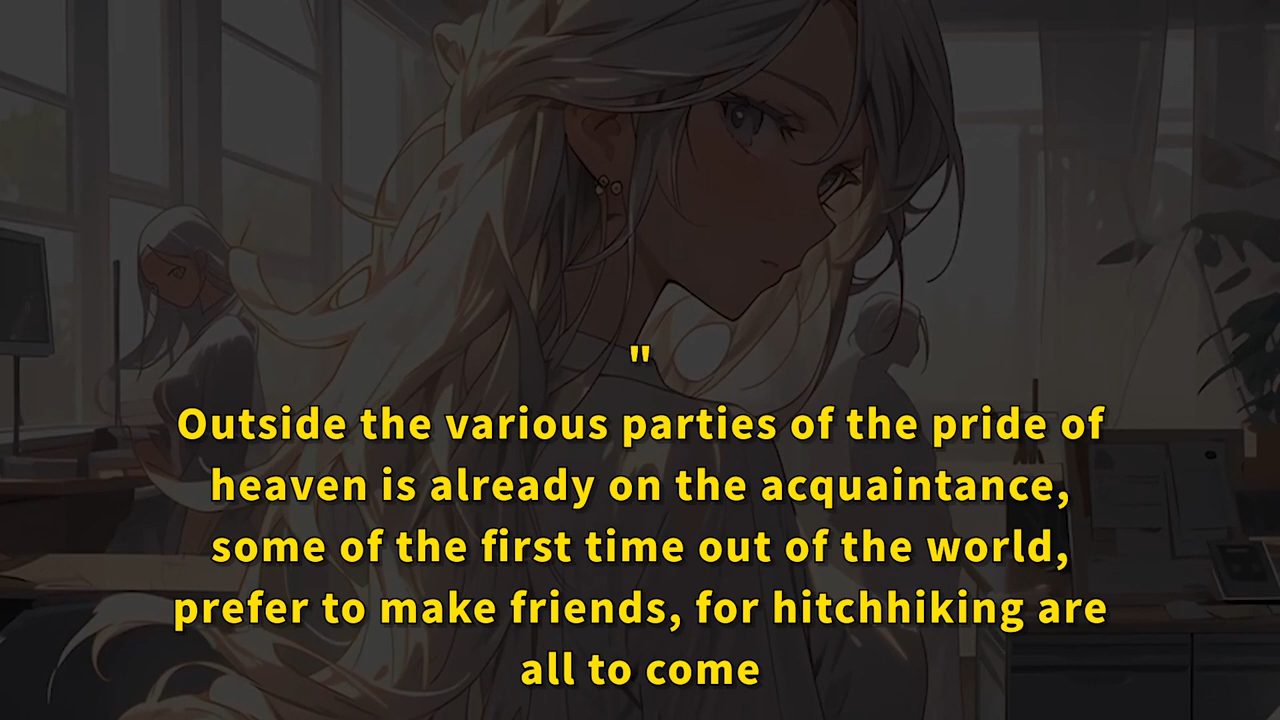 "
Outside the various parties of the pride of
heaven is already on the acquaintance,
some of the first time out of the world,
prefer to make friends, for hitchhiking are
all to come